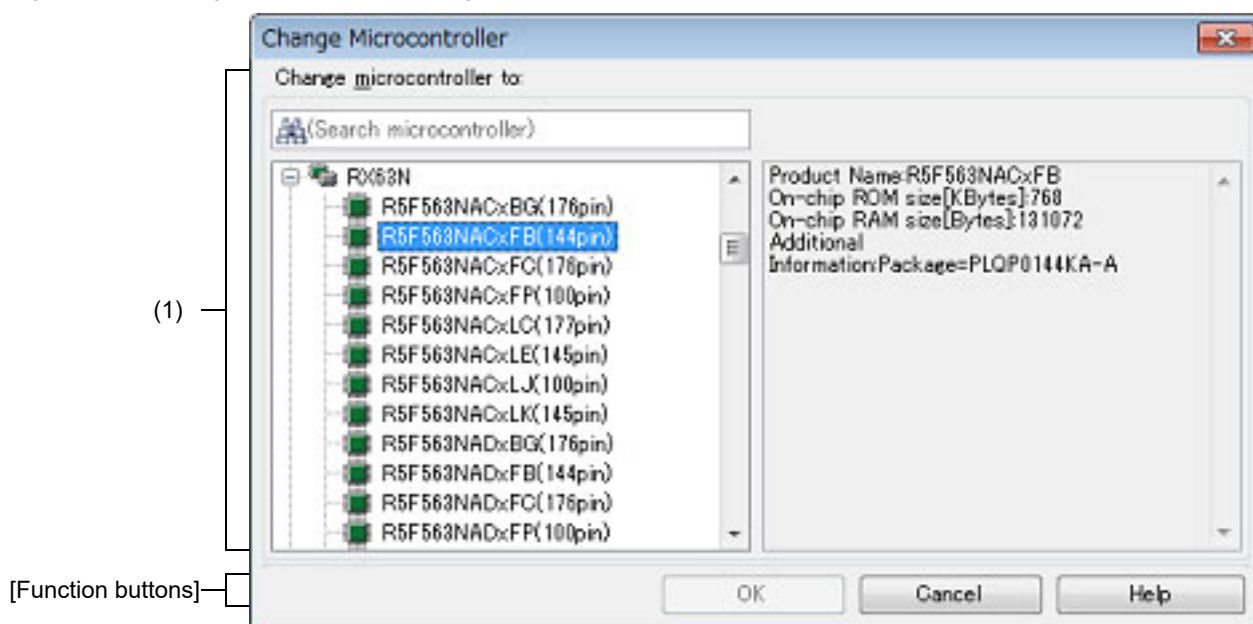 Change Microcontroller
Change microcontroller to:
(Search microcontroller)
RX63N
R5F563NACxBG(176pin)
R5F563NACxFB(144pin)
R5F563NACxFC(176pin)
R5F563NACxFP(100pin)
R5F563NACxLC(177pin)
R5F563NACxLE(145pin)
R5F563NACxLJ(100pin)
R5F563NACxLK(145pin)
R5F563NADxBG(176pin)
R5F563NADxFB(144pin)
R5F563NADxFC(176pin)
R5F563NADxFP(100pin)
Product Name:R5F563NACxFB
On-chip ROM size[KBytes]:768
On-chip RAM size[Bytes]:131072
Additional
Information:Package=PLQP0144KA-A
(1)
[Function buttons]
OK
Cancel
Help